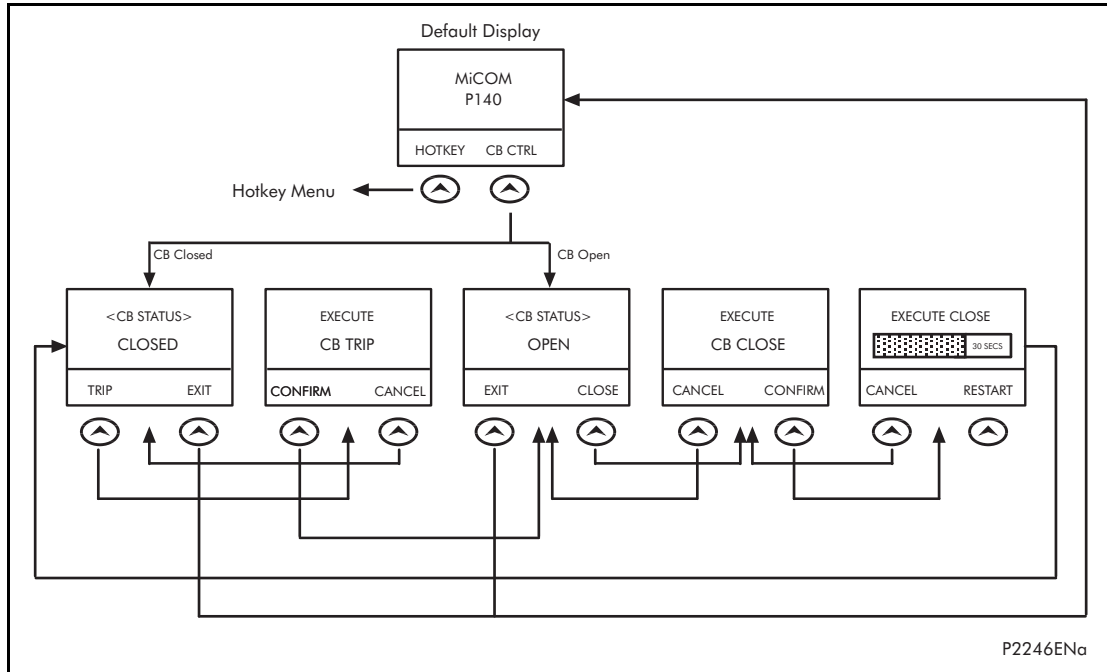 Default Display
MiCOM
P140
HOTKEY CB CTRL
Hotkey Menu
CB Closed
CB Open
<CB STATUS>
CLOSED
TRIP EXIT
EXECUTE
CB TRIP
CONFIRM CANCEL
<CB STATUS>
OPEN
EXIT CLOSE
EXECUTE
CB CLOSE
CANCEL CONFIRM
EXECUTE CLOSE
30 SECS
CANCEL RESTART
P2246ENa